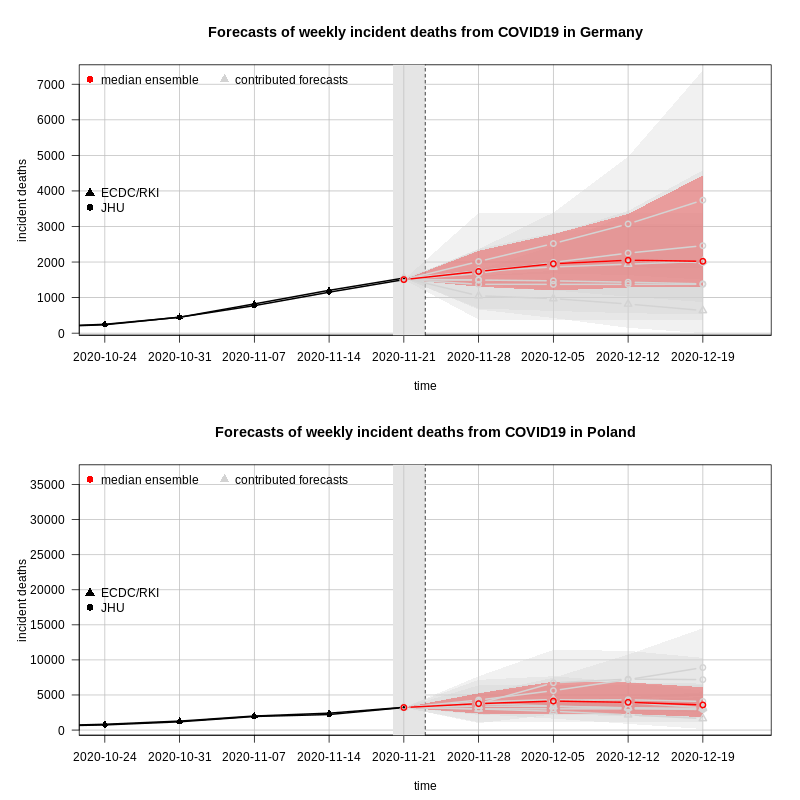 Forecasts of weekly incident deaths from COVID19 in Germany
median ensemble contributed forecasts
7000
6000
5000
4000
3000
2000
1000
0
incident deaths
ECDC/RKI
JHU
2020-10-24 2020-10-31 2020-11-07 2020-11-14 2020-11-21 2020-11-28 2020-12-05 2020-12-12 2020-12-19
time
Forecasts of weekly incident deaths from COVID19 in Poland
median ensemble contributed forecasts
35000
30000
25000
20000
15000
10000
5000
0
incident deaths
ECDC/RKI
JHU
2020-10-24 2020-10-31 2020-11-07 2020-11-14 2020-11-21 2020-11-28 2020-12-05 2020-12-12 2020-12-19
time